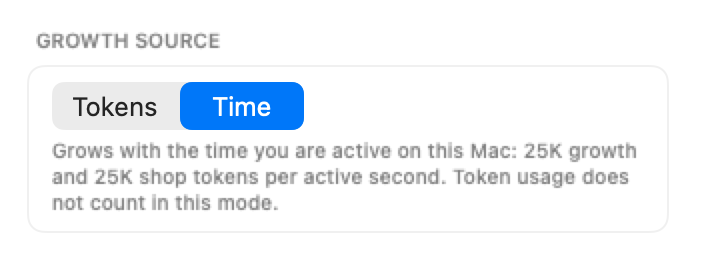 GROWTH SOURCE
Tokens Time
Grows with the time you are active on this Mac: 25K growth
and 25K shop tokens per active second. Token usage does
not count in this mode.